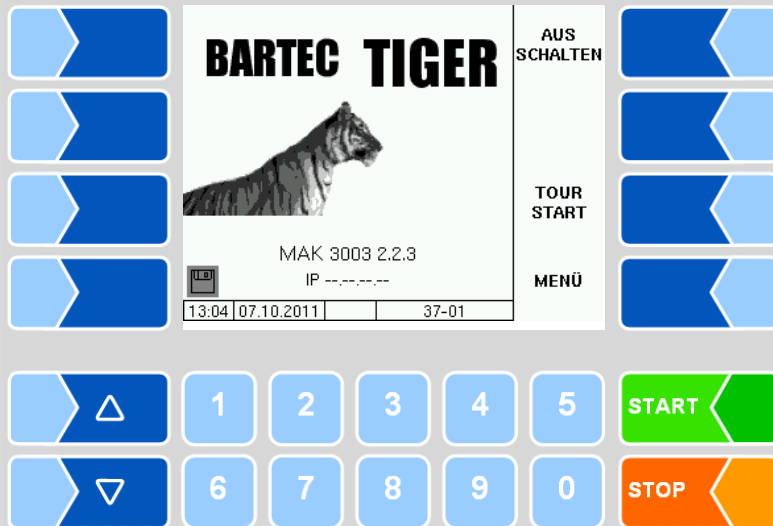 BARTEC TIGER
AUS
SCHALTEN
TOUR
START
MAK 3003 2.2.3
IP --.--.--.--
MENÜ
13:04 07.10.2011 37-01
1 2 3 4 5 START
6 7 8 9 0 STOP